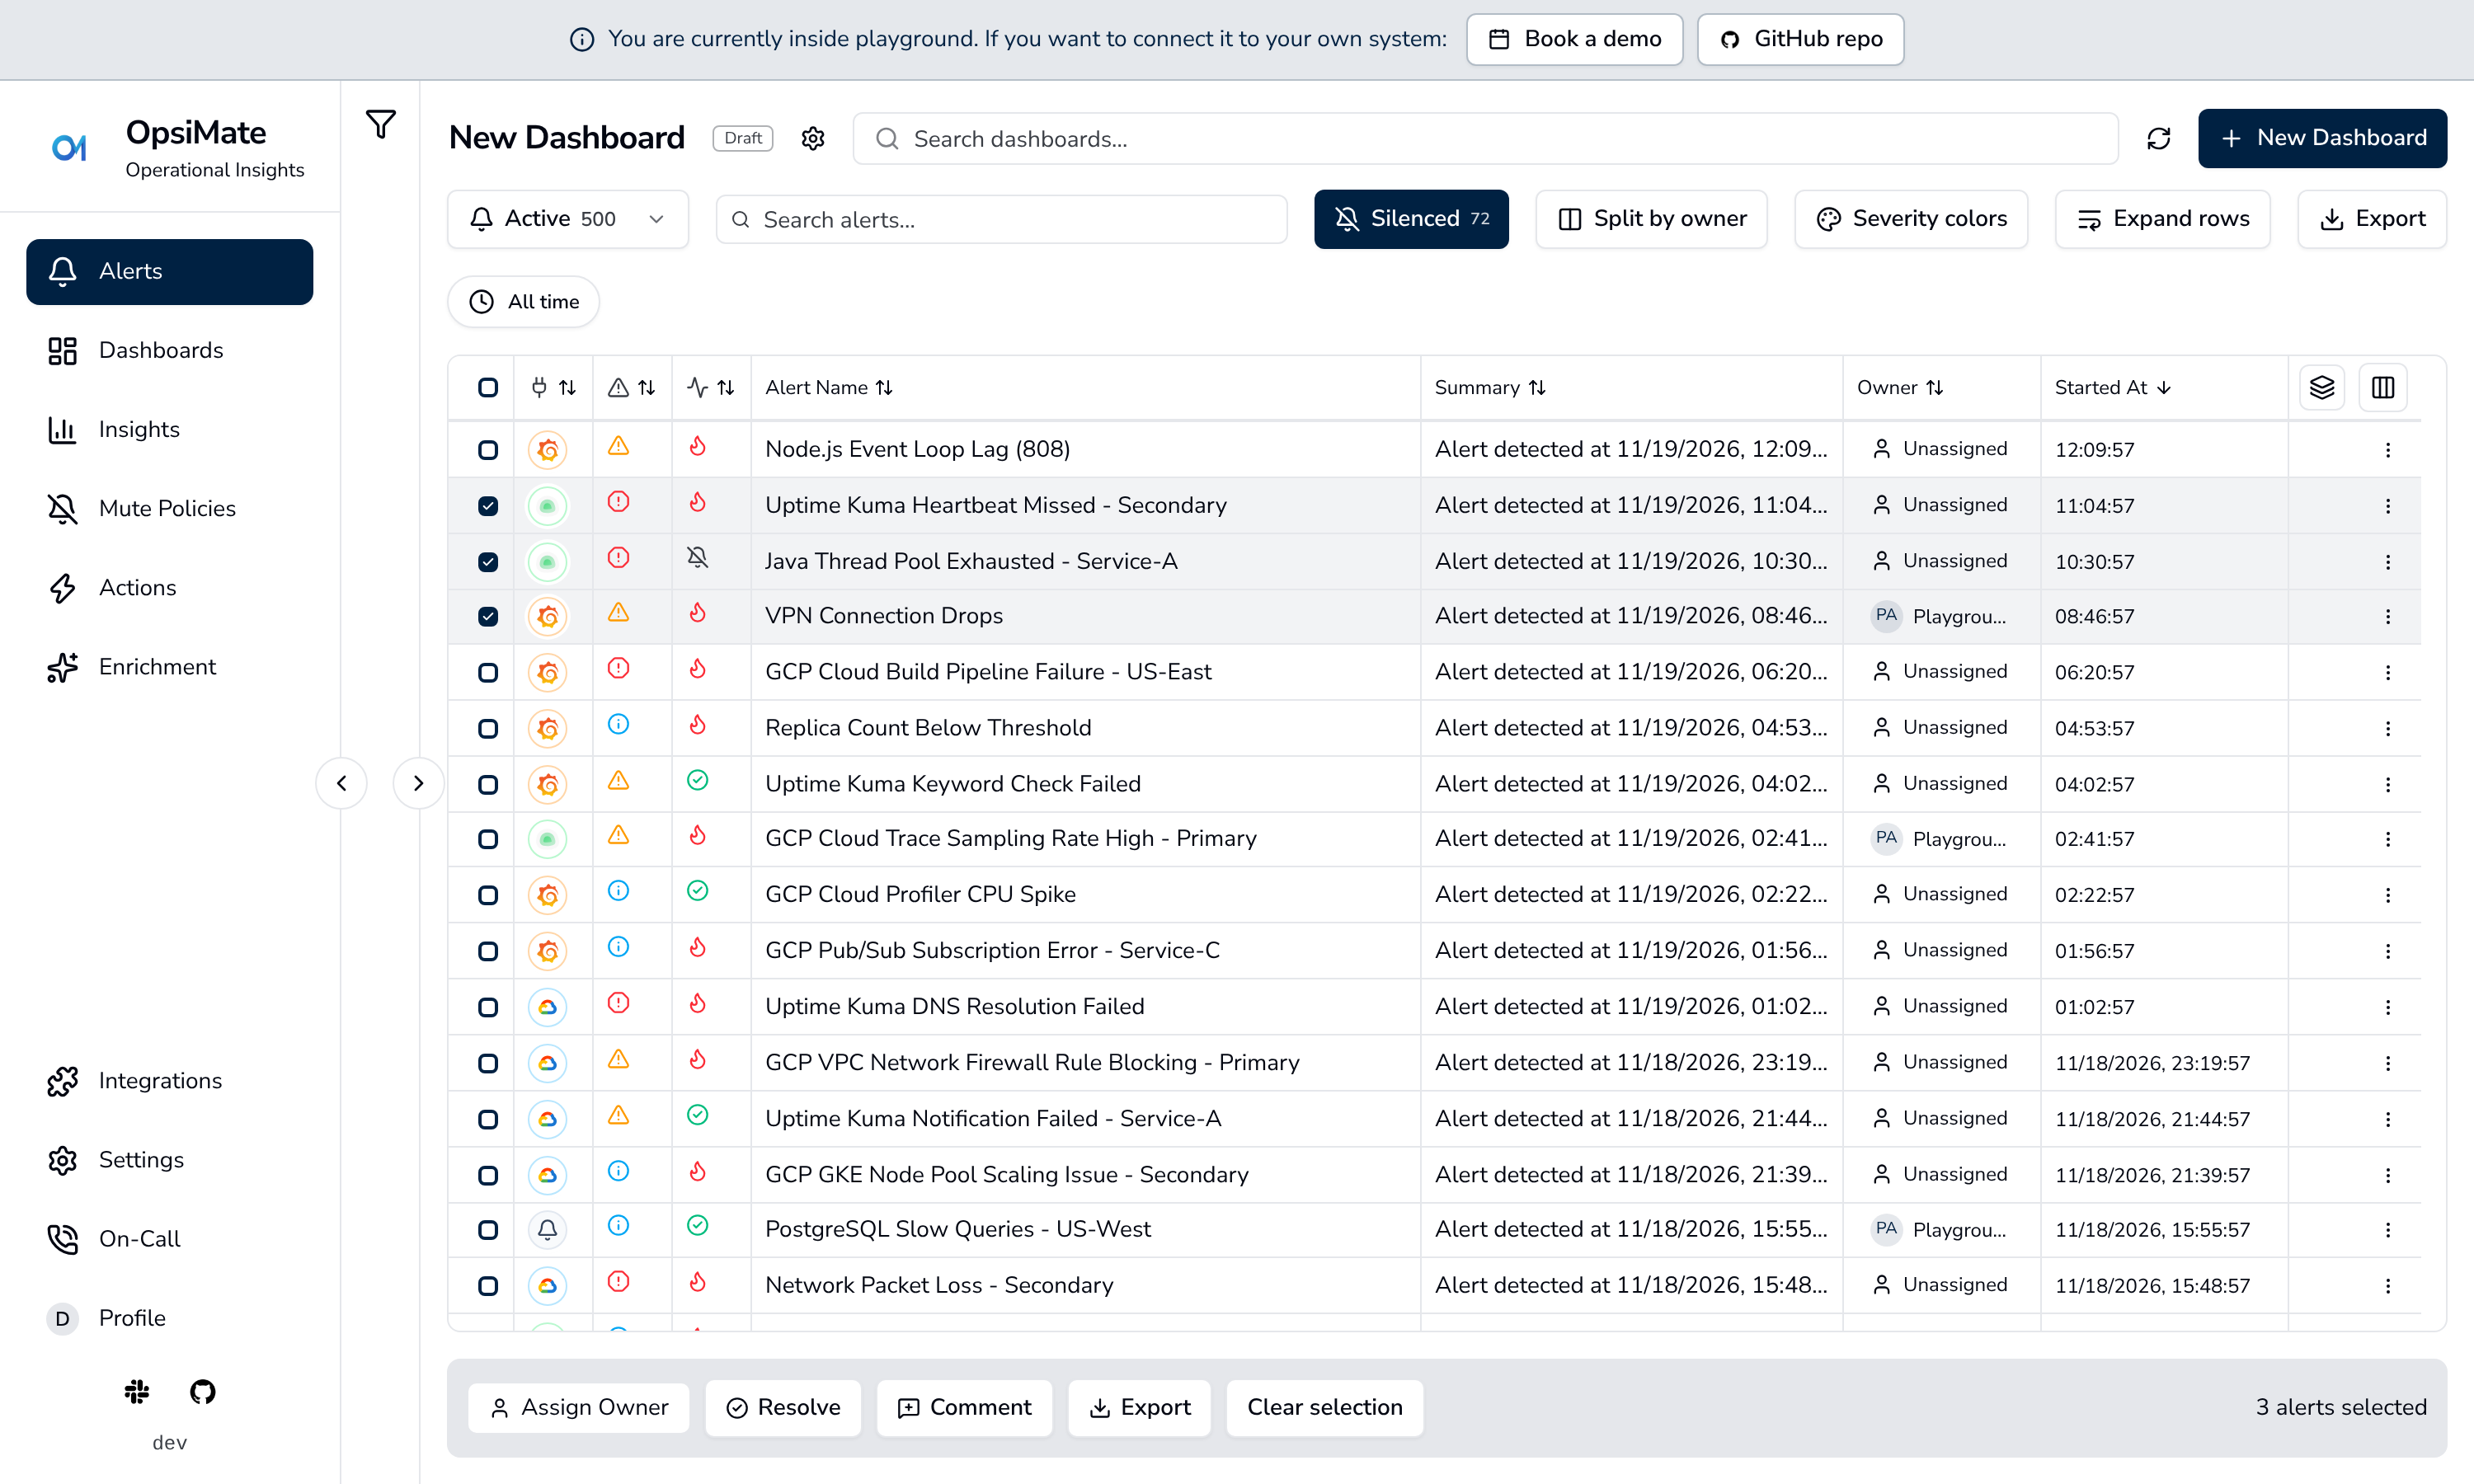 You are currently inside playground. If you want to connect it to your own system:
Book a demo
GitHub repo
OpsiMate
Operational Insights
Alerts
Dashboards
Insights
Mute Policies
Actions
Enrichment
Integrations
Settings
On-Call
D Profile
dev
New Dashboard
Draft
Search dashboards...
New Dashboard
Active 500
Search alerts...
Silenced 72
Split by owner
Severity colors
Expand rows
Export
All time
Alert Name Summary Owner Started At
Node.js Event Loop Lag (808) Alert detected at 11/19/2026, 12:09... Unassigned 12:09:57
Uptime Kuma Heartbeat Missed - Secondary Alert detected at 11/19/2026, 11:04... Unassigned 11:04:57
Java Thread Pool Exhausted - Service-A Alert detected at 11/19/2026, 10:30... Unassigned 10:30:57
VPN Connection Drops Alert detected at 11/19/2026, 08:46... PA Playgrou... 08:46:57
GCP Cloud Build Pipeline Failure - US-East Alert detected at 11/19/2026, 06:20... Unassigned 06:20:57
Replica Count Below Threshold Alert detected at 11/19/2026, 04:53... Unassigned 04:53:57
Uptime Kuma Keyword Check Failed Alert detected at 11/19/2026, 04:02... Unassigned 04:02:57
GCP Cloud Trace Sampling Rate High - Primary Alert detected at 11/19/2026, 02:41... PA Playgrou... 02:41:57
GCP Cloud Profiler CPU Spike Alert detected at 11/19/2026, 02:22... Unassigned 02:22:57
GCP Pub/Sub Subscription Error - Service-C Alert detected at 11/19/2026, 01:56... Unassigned 01:56:57
Uptime Kuma DNS Resolution Failed Alert detected at 11/19/2026, 01:02... Unassigned 01:02:57
GCP VPC Network Firewall Rule Blocking - Primary Alert detected at 11/18/2026, 23:19... Unassigned 11/18/2026, 23:19:57
Uptime Kuma Notification Failed - Service-A Alert detected at 11/18/2026, 21:44... Unassigned 11/18/2026, 21:44:57
GCP GKE Node Pool Scaling Issue - Secondary Alert detected at 11/18/2026, 21:39... Unassigned 11/18/2026, 21:39:57
PostgreSQL Slow Queries - US-West Alert detected at 11/18/2026, 15:55... PA Playgrou... 11/18/2026, 15:55:57
Network Packet Loss - Secondary Alert detected at 11/18/2026, 15:48... Unassigned 11/18/2026, 15:48:57
Assign Owner
Resolve
Comment
Export
Clear selection
3 alerts selected